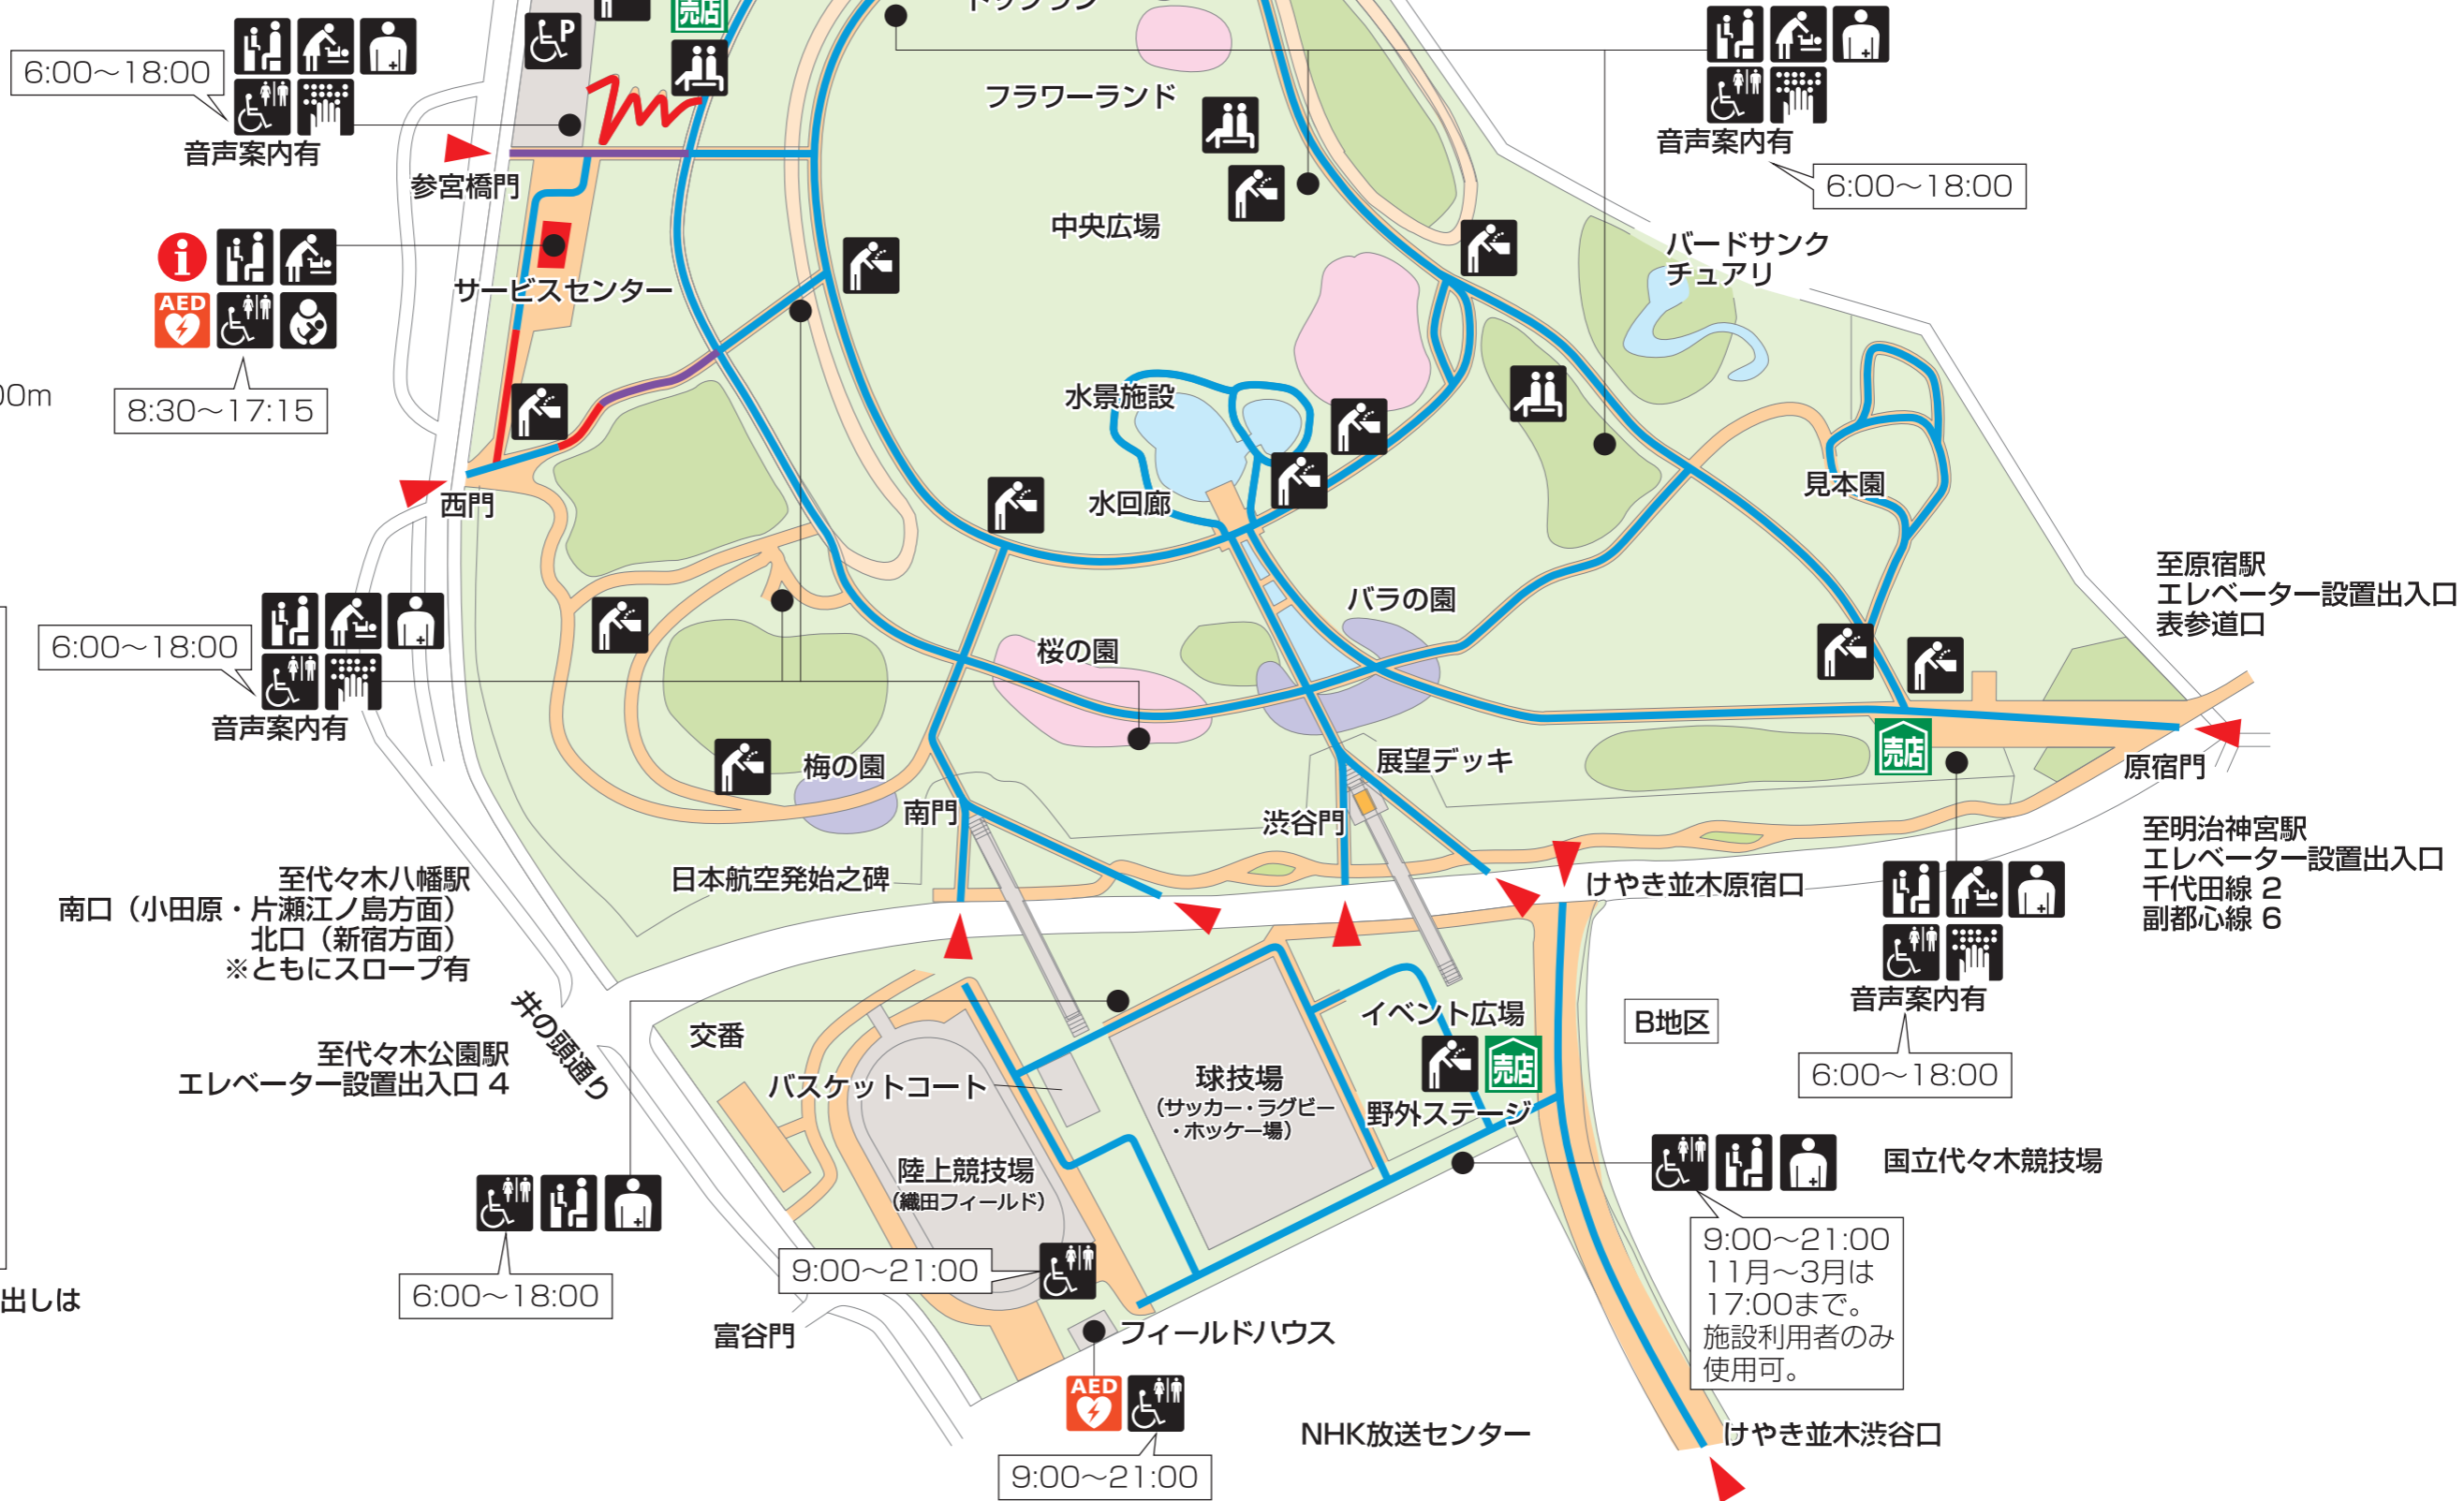 売店
P
6:00～18:00
音声案内有
フラワーランド
音声案内有
6:00～18:00
参宮橋門
中央広場
バードサンク
チュアリ
i
サービスセンター
AED
00m
8:30～17:15
水景施設
見本園
水回廊
西門
至原宿駅
エレベーター設置出入口
表参道口
バラの園
6:00～18:00
音声案内有
桜の園
売店
展望デッキ
梅の園
原宿門
南門
渋谷門
至明治神宮駅
エレベーター設置出入口
千代田線 2
副都心線 6
日本航空発始之碑
けやき並木原宿口
至代々木八幡駅
南口（小田原・片瀬江ノ島方面）
北口（新宿方面）
※ともにスロープ有
井の頭通り
音声案内有
6:00～18:00
イベント広場
B地区
交番
至代々木公園駅
エレベーター設置出入口 4
バスケットコート
球技場
（サッカー・ラグビー
・ホッケー場）
売店
野外ステージ
陸上競技場
（織田フィールド）
国立代々木競技場
6:00～18:00
9:00～21:00
9:00～21:00
11月～3月は
17:00まで。
施設利用者のみ
使用可。
出しは
富谷門
フィールドハウス
AED
9:00～21:00
NHK放送センター
けやき並木渋谷口